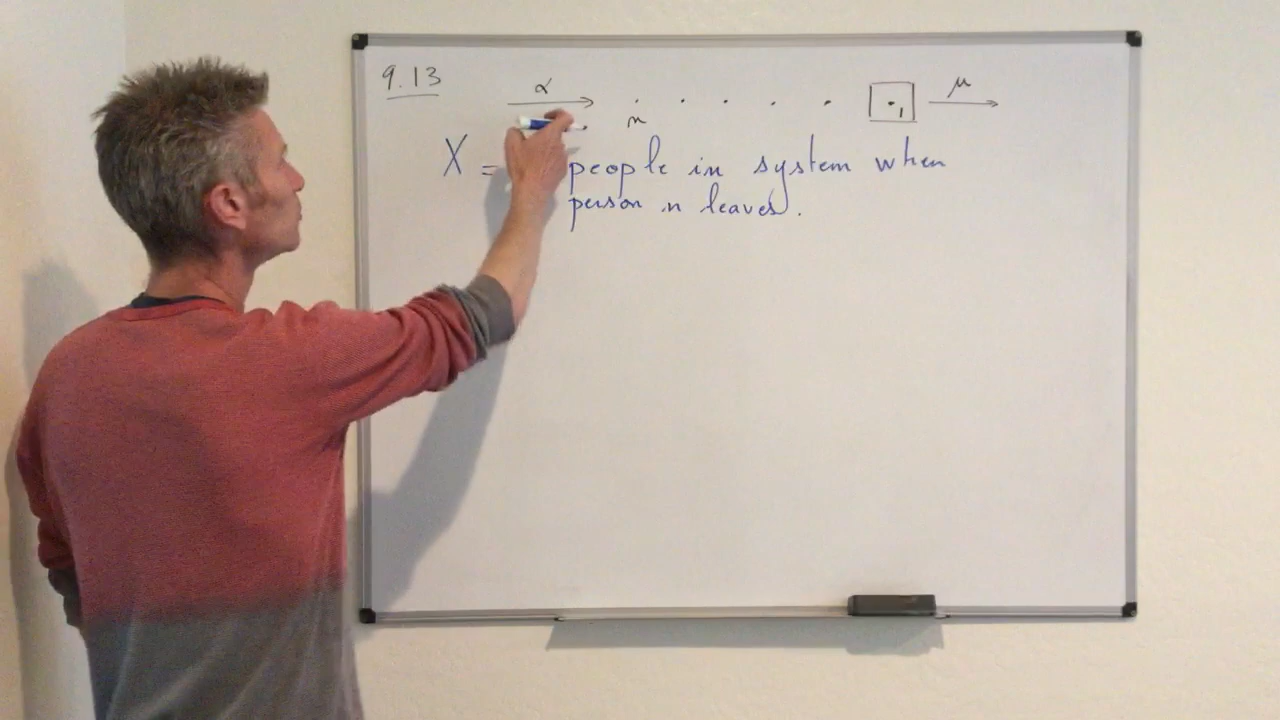 9.13
α μ
n 1
X = people in system when
person n leaves.